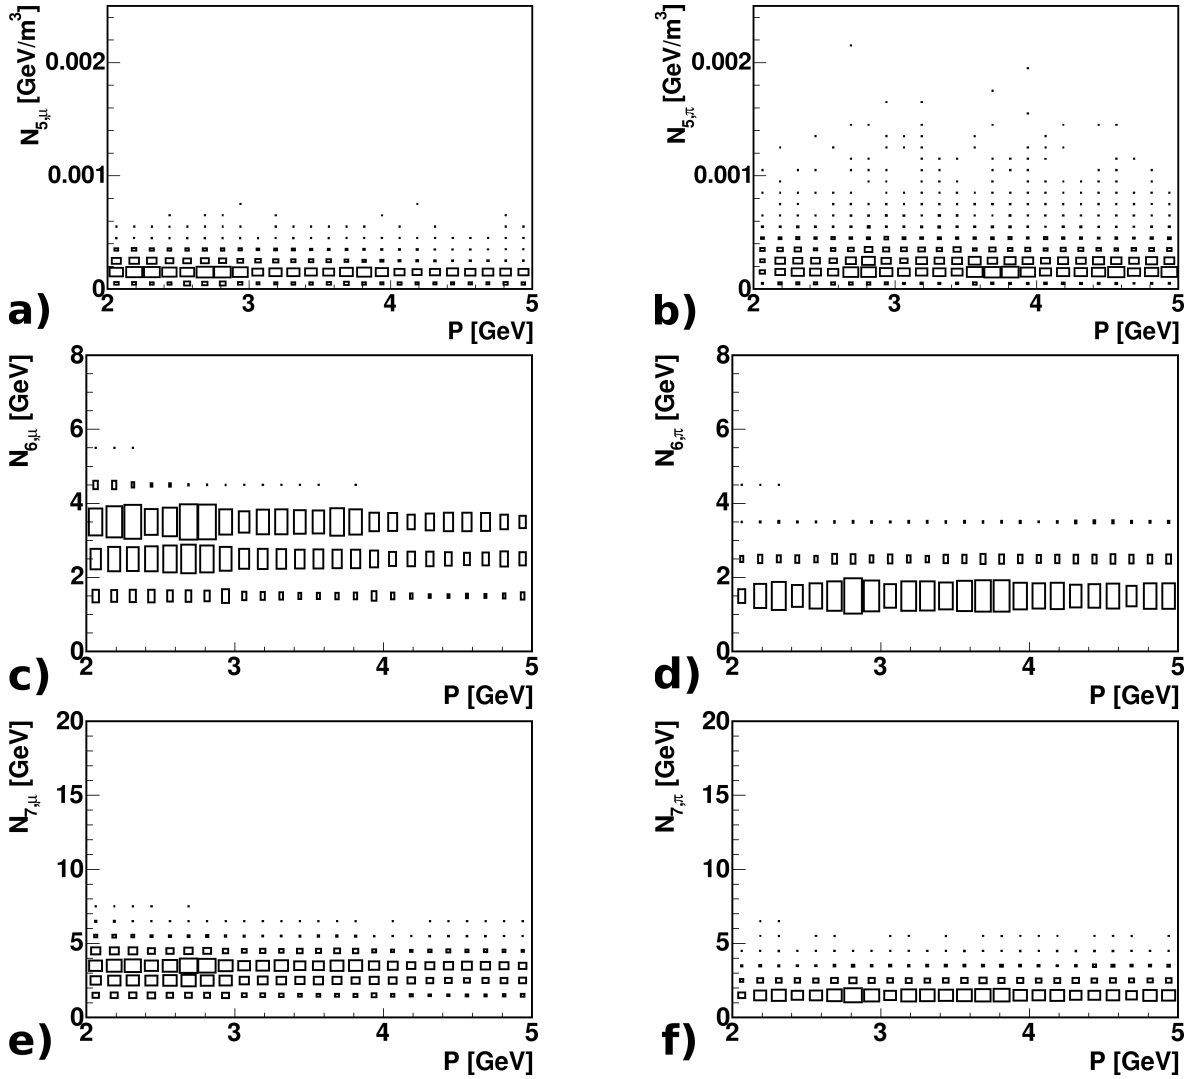 N5,μ [GeV/m³]
0.002
0.001
0
2 3 4 5
P [GeV]
a)
N5,π [GeV/m³]
0.002
0.001
0
2 3 4 5
P [GeV]
b)
N6,μ [GeV]
8
6
4
2
0
2 3 4 5
P [GeV]
c)
N6,π [GeV]
8
6
4
2
0
2 3 4 5
P [GeV]
d)
N7,μ [GeV]
20
15
10
5
0
2 3 4 5
P [GeV]
e)
N7,π [GeV]
20
15
10
5
0
2 3 4 5
P [GeV]
f)